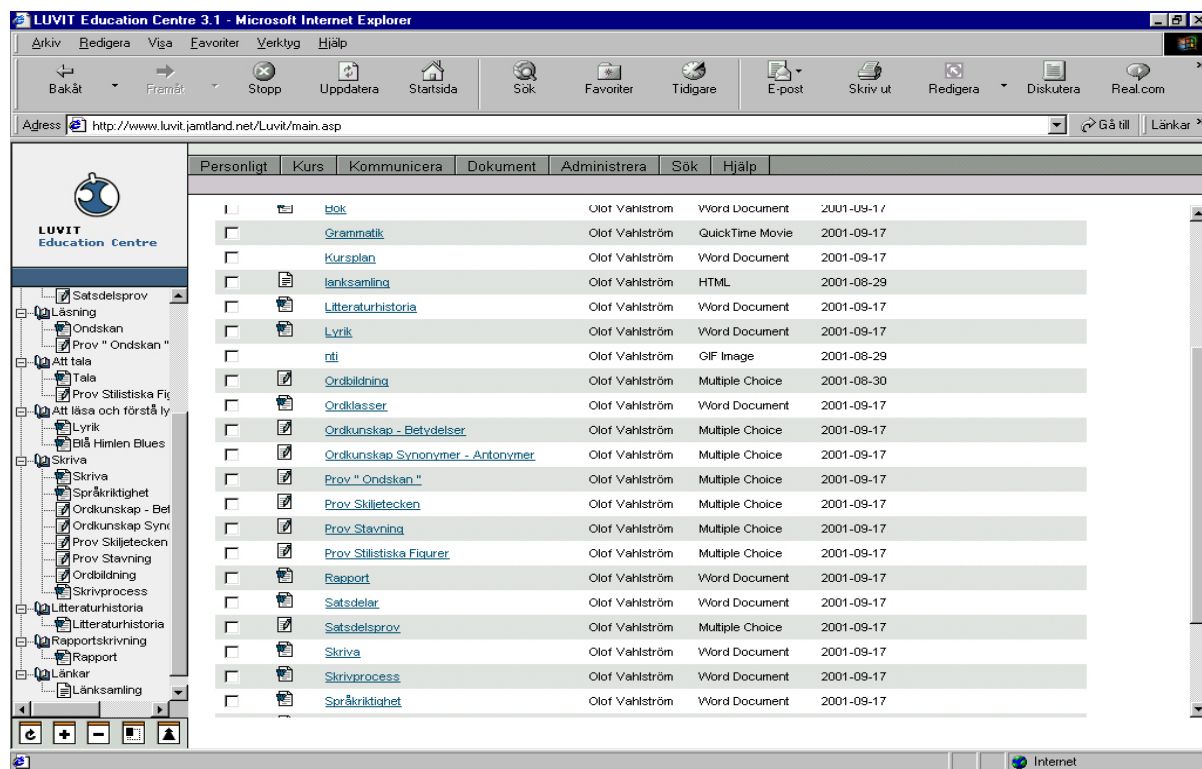 LUVIT Education Centre 3.1 - Microsoft Internet Explorer
Arkiv Redigera Visa Favoriter Verktyg Hjälp
Bakåt Framåt Stopp Uppdatera Startsida Sök Favoriter Tidigare E-post Skriv ut Redigera Diskutera Real.com
Adress http://www.luvit.jamtland.net/Luvit/main.asp Gå till Länkar
Personligt Kurs Kommunicera Dokument Administrera Sök Hjälp
LUVIT
Education Centre
Satsdelsprov
Läsning
Ondskan
Prov " Ondskan "
Att tala
Tala
Prov Stilistiska Fig
Att läsa och förstå ly
Lyrik
Blå Himlen Blues
Skriva
Skriva
Språkriktighet
Ordkunskap - Bet
Ordkunskap Sync
Prov Skiljetecken
Prov Stavning
Ordbildning
Skrivprocess
Litteraturhistoria
Litteraturhistoria
Rapportskrivning
Rapport
Länkar
Länksamling
Bok Olof Vahlström Word Document 2001-09-17
Grammatik Olof Vahlström QuickTime Movie 2001-09-17
Kursplan Olof Vahlström Word Document 2001-09-17
lanksamling Olof Vahlström HTML 2001-08-29
Litteraturhistoria Olof Vahlström Word Document 2001-09-17
Lyrik Olof Vahlström Word Document 2001-09-17
nti Olof Vahlström GIF Image 2001-08-29
Ordbildning Olof Vahlström Multiple Choice 2001-08-30
Ordklasser Olof Vahlström Word Document 2001-09-17
Ordkunskap - Betydelser Olof Vahlström Multiple Choice 2001-09-17
Ordkunskap Synonymer - Antonymer Olof Vahlström Multiple Choice 2001-09-17
Prov " Ondskan " Olof Vahlström Multiple Choice 2001-09-17
Prov Skiljetecken Olof Vahlström Multiple Choice 2001-09-17
Prov Stavning Olof Vahlström Multiple Choice 2001-09-17
Prov Stilistiska Figurer Olof Vahlström Multiple Choice 2001-09-17
Rapport Olof Vahlström Word Document 2001-09-17
Satsdelar Olof Vahlström Word Document 2001-09-17
Satsdelsprov Olof Vahlström Multiple Choice 2001-09-17
Skriva Olof Vahlström Word Document 2001-09-17
Skrivprocess Olof Vahlström Word Document 2001-09-17
Språkriktighet Olof Vahlström Word Document 2001-09-17
Internet